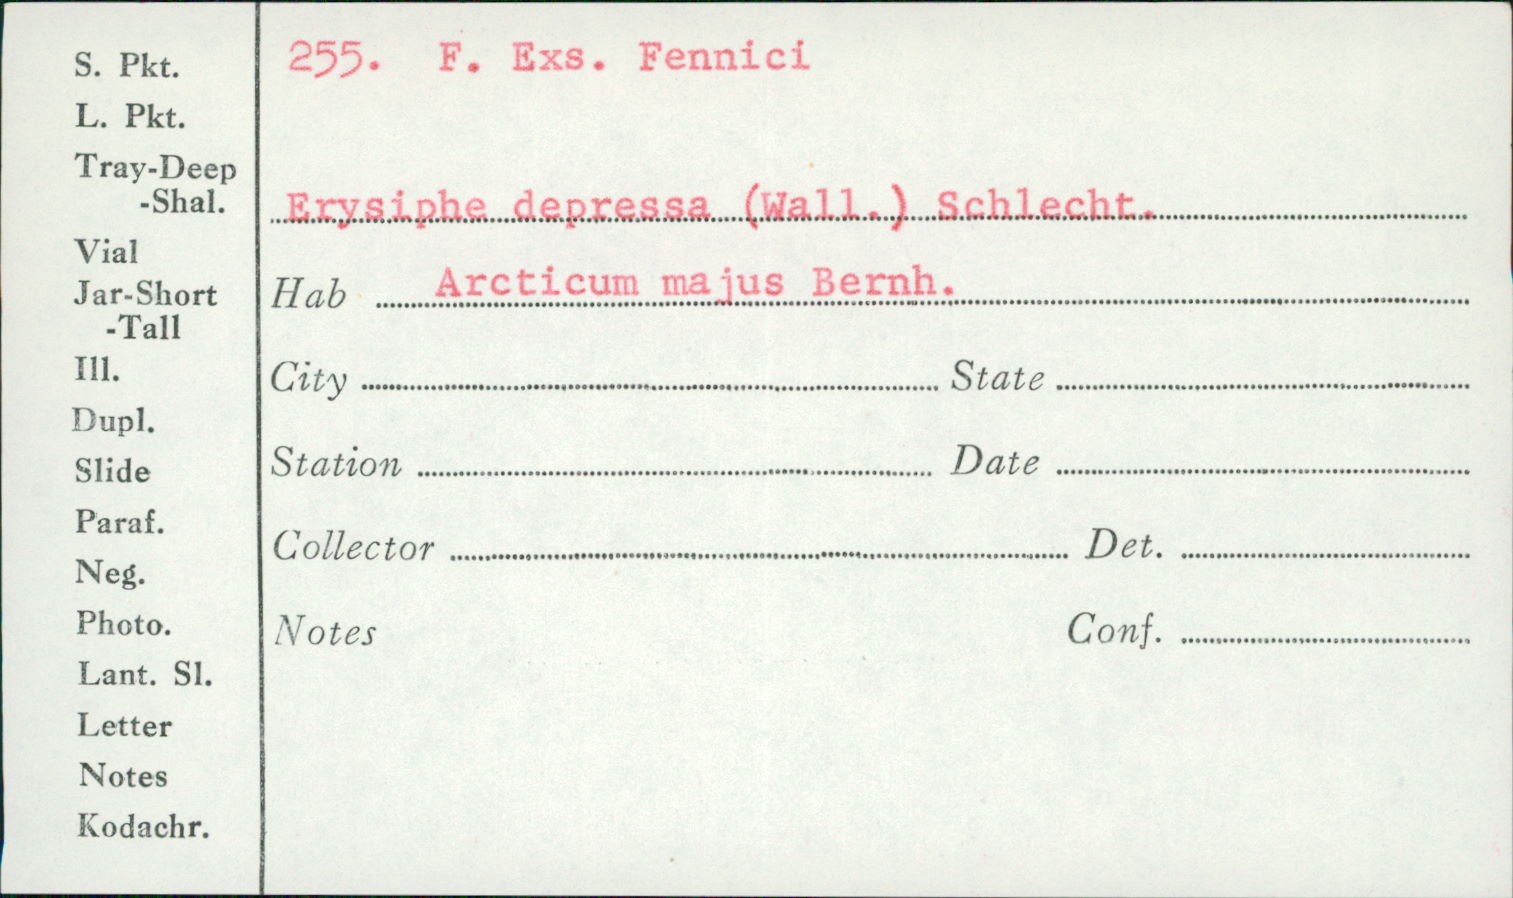 255. F. Exs. Fennici
S. Pkt.
L. Pkt.
Tray-Deep
-Shal.
Erysiphe depressa (Wall.) Schlecht.
Vial
Jar-Short
-Tall
Hab Arcticum majus Bernh.
Ill.
City State
Dupl.
Slide
Station Date
Paraf.
Collector Det.
Neg.
Photo.
Notes Conf.
Lant. Sl.
Letter
Notes
Kodachr.